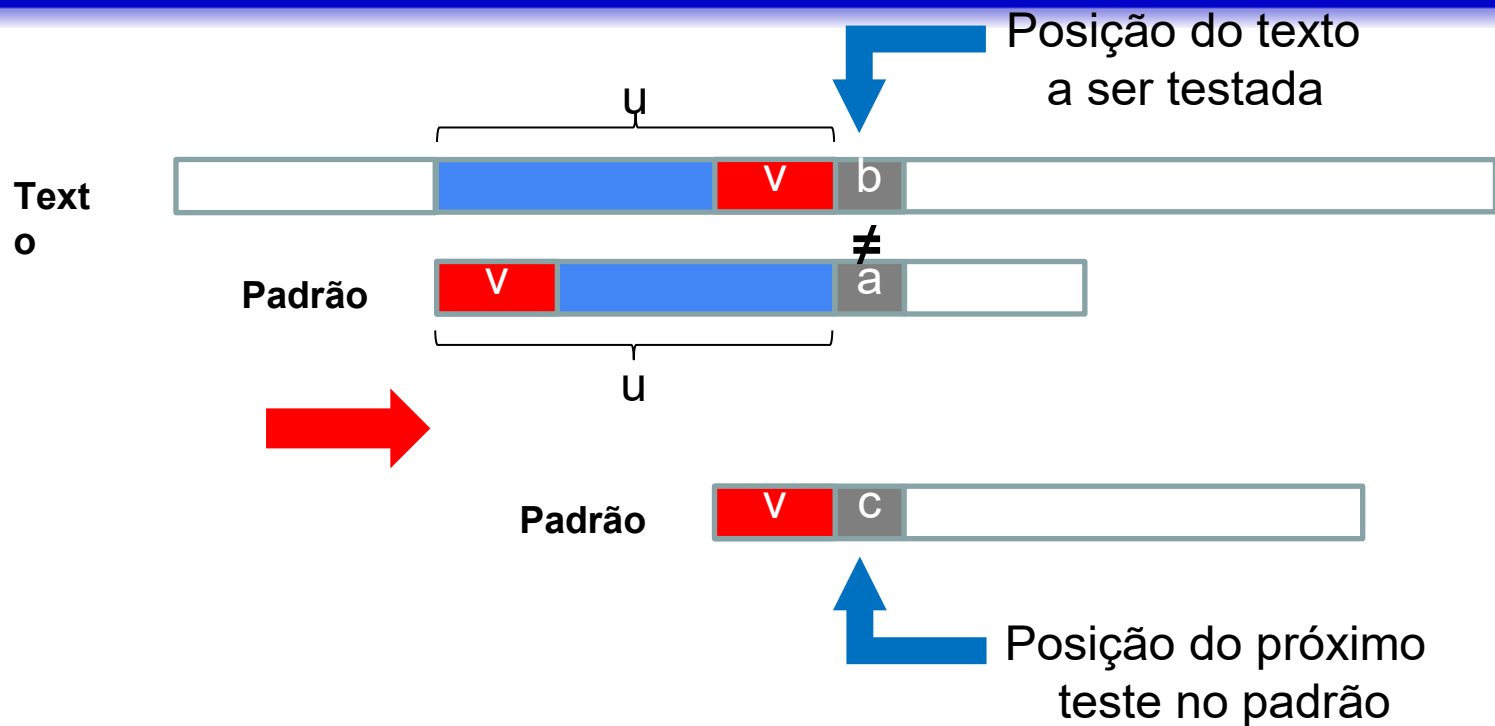 Posição do texto
a ser testada
u
Text
o
v b
≠
Padrão
v a
u
Padrão
v c
Posição do próximo
teste no padrão